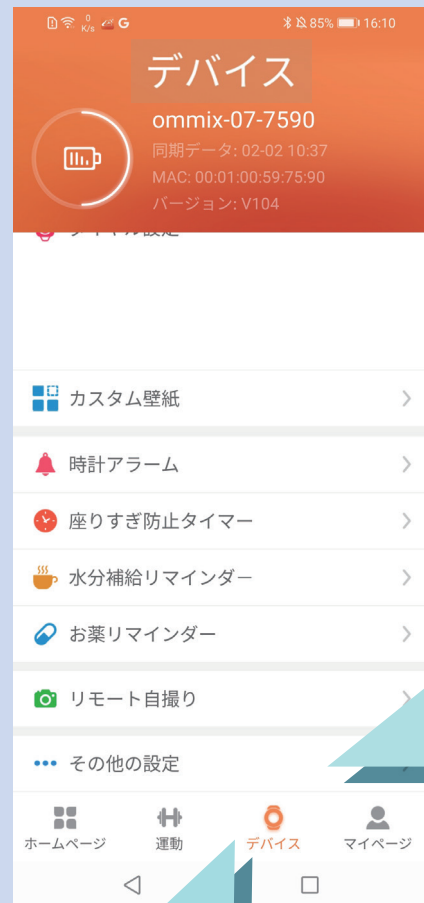 0
K/s
G
85%
16:10
デバイス
ommix-07-7590
同期データ: 02-02 10:37
MAC: 00:01:00:59:75:90
バージョン: V104
カスタム壁紙
時計アラーム
座りすぎ防止タイマー
水分補給リマインダー
お薬リマインダー
リモート自撮り
その他の設定
ホームページ
運動
デバイス
マイページ